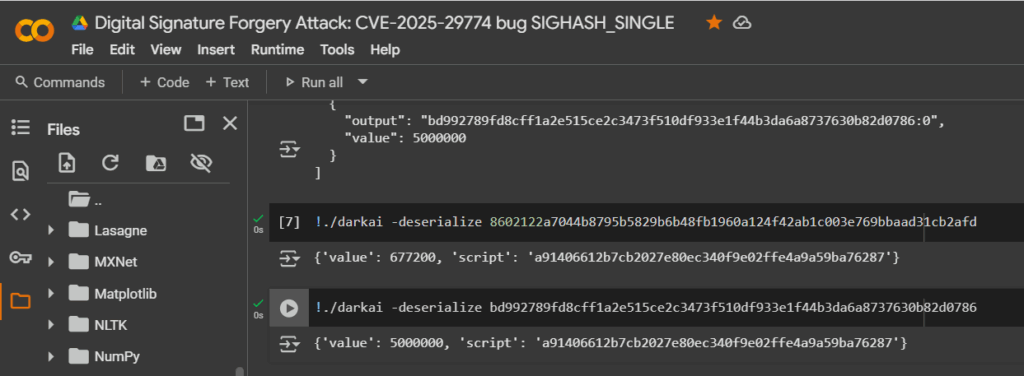 Digital Signature Forgery Attack: CVE-2025-29774 bug SIGHASH_SINGLE
File Edit View Insert Runtime Tools Help
Commands + Code + Text Run all
Files
..
Lasagne
MXNet
Matplotlib
NLTK
NumPy
{
"output": "bd992789fd8cff1a2e515ce2c3473f510df933e1f44b3da6a8737630b82d0786:0",
"value": 5000000
}
]
[7] !./darkai -deserialize 8602122a7044b8795b5829b6b48fb1960a124f42ab1c003e769bbaad31cb2afd
0s
{'value': 677200, 'script': 'a91406612b7cb2027e80ec340f9e02ffe4a9a59ba76287'}
!./darkai -deserialize bd992789fd8cff1a2e515ce2c3473f510df933e1f44b3da6a8737630b82d0786
0s
{'value': 5000000, 'script': 'a91406612b7cb2027e80ec340f9e02ffe4a9a59ba76287'}